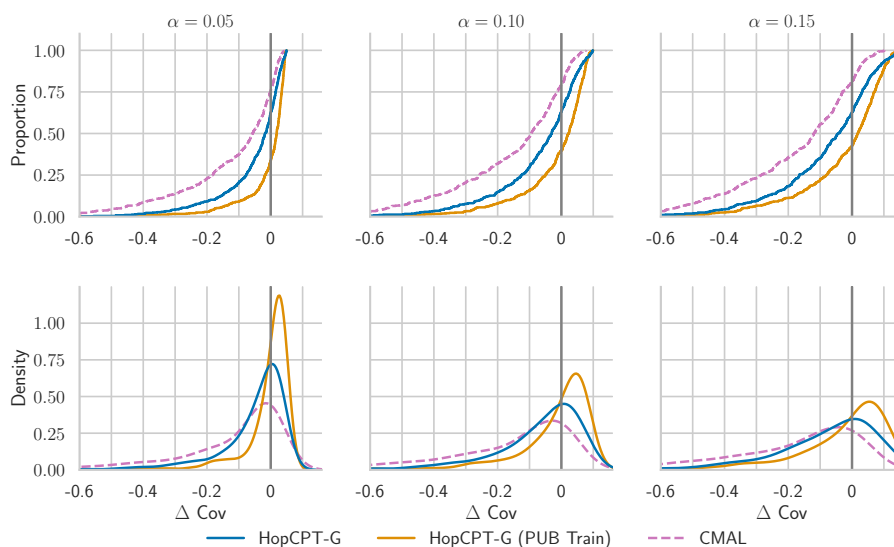 α = 0.05
α = 0.10
α = 0.15
Proportion
1.00
0.75
0.50
0.25
0.00
-0.6 -0.4 -0.2 0
-0.6 -0.4 -0.2 0
-0.6 -0.4 -0.2 0
Density
1.00
0.75
0.50
0.25
0.00
-0.6 -0.4 -0.2 0
-0.6 -0.4 -0.2 0
-0.6 -0.4 -0.2 0
Δ Cov
Δ Cov
Δ Cov
HopCPT-G
HopCPT-G (PUB Train)
CMAL